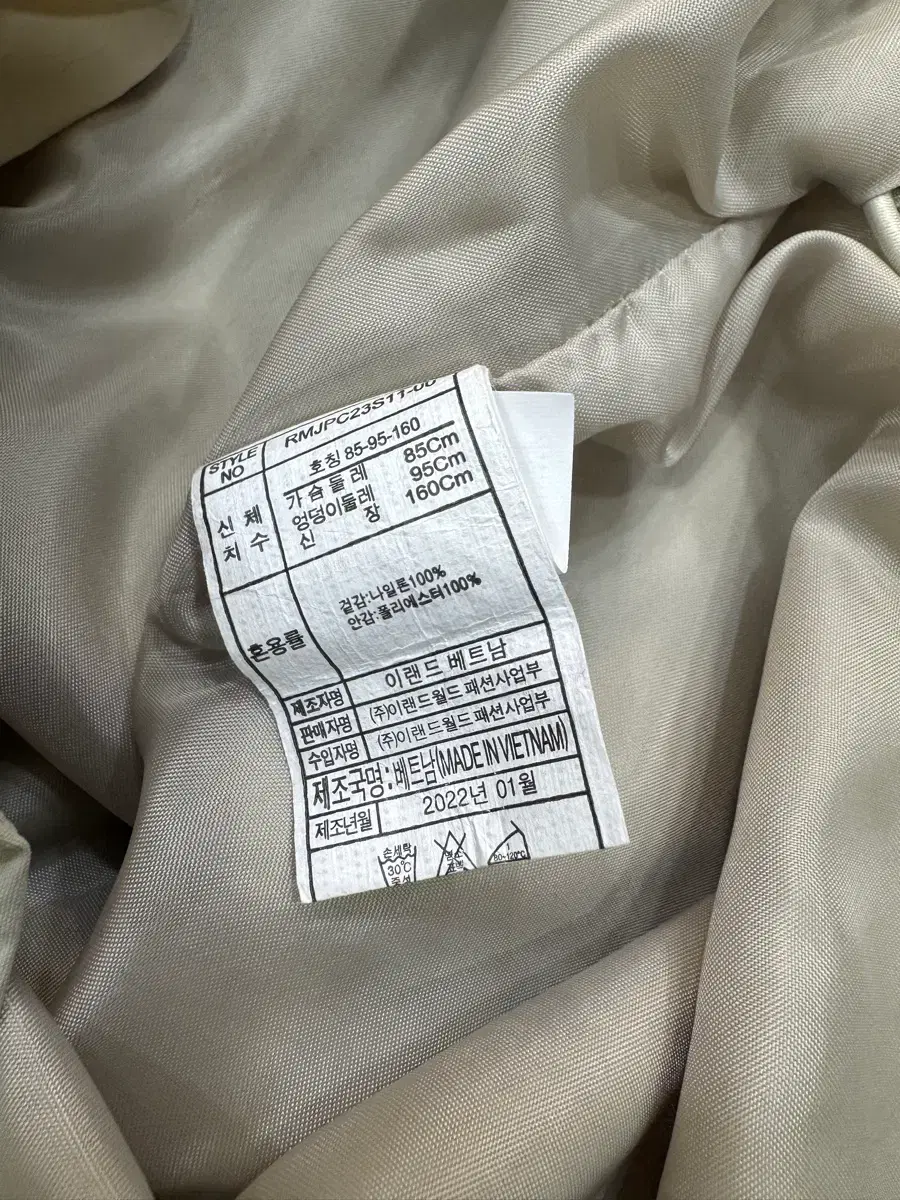 STYLE NO RMJPC23S11-
신체 치수 호칭 85-95-160
가슴둘레 85Cm
엉덩이둘레 95Cm
신장 160Cm
혼용률 겉감:나일론100%
안감:폴리에스터100%
제조자명 이랜드 베트남
판매자명 (주)이랜드월드 패션사업부
수입자명 (주)이랜드월드 패션사업부
제조국명:베트남(MADE IN VIETNAM)
제조년월 2022년 01월
손세탁 30℃ 중성
80~120℃